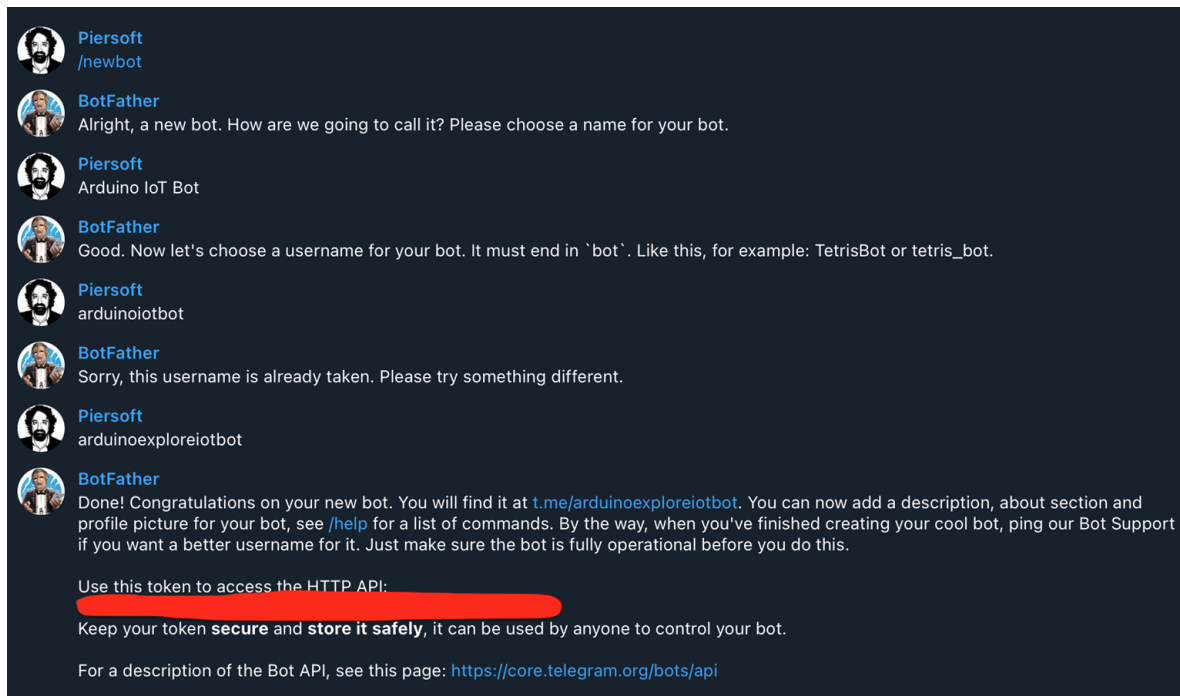 Piersoft
/newbot
BotFather
Alright, a new bot. How are we going to call it? Please choose a name for your bot.
Piersoft
Arduino IoT Bot
BotFather
Good. Now let's choose a username for your bot. It must end in `bot`. Like this, for example: TetrisBot or tetris_bot.
Piersoft
arduinoiotbot
BotFather
Sorry, this username is already taken. Please try something different.
Piersoft
arduinoexploreiotbot
BotFather
Done! Congratulations on your new bot. You will find it at t.me/arduinoexploreiotbot. You can now add a description, about section and
profile picture for your bot, see /help for a list of commands. By the way, when you've finished creating your cool bot, ping our Bot Support
if you want a better username for it. Just make sure the bot is fully operational before you do this.
Use this token to access the HTTP API:
Keep your token secure and store it safely, it can be used by anyone to control your bot.
For a description of the Bot API, see this page: https://core.telegram.org/bots/api